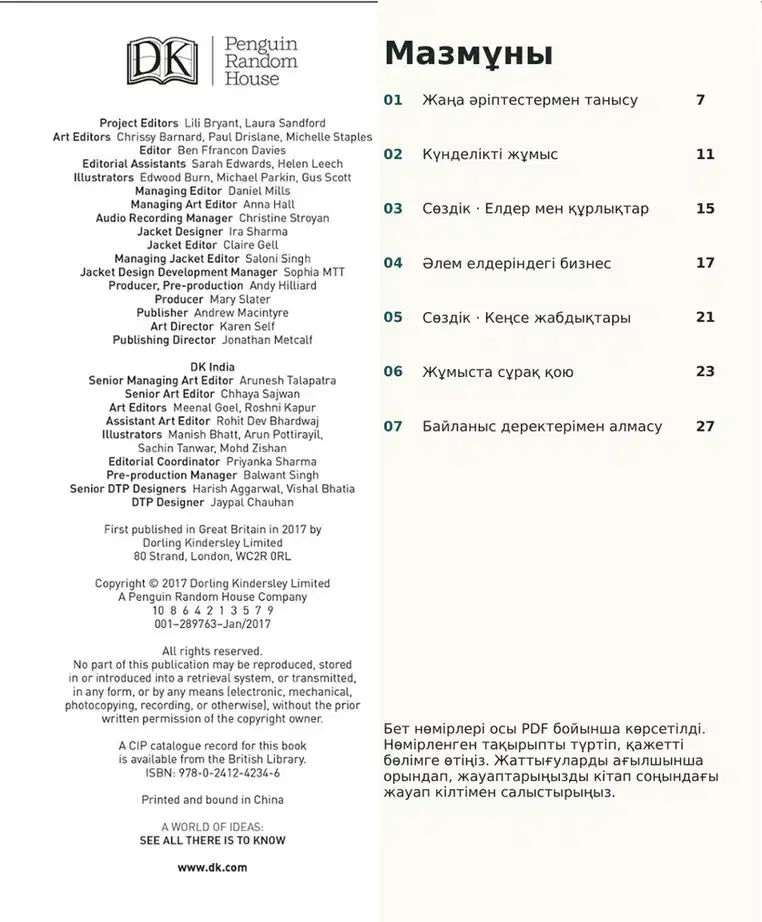 DK
Penguin
Random
House
Project Editors Lili Bryant, Laura Sandford
Art Editors Chrissy Barnard, Paul Drislane, Michelle Staples
Editor Ben Ffrancon Davies
Editorial Assistants Sarah Edwards, Helen Leech
Illustrators Edwood Burn, Michael Parkin, Gus Scott
Managing Editor Daniel Mills
Managing Art Editor Anna Hall
Audio Recording Manager Christine Stroyan
Jacket Designer Ira Sharma
Jacket Editor Claire Gell
Managing Jacket Editor Saloni Singh
Jacket Design Development Manager Sophia MTT
Producer, Pre-production Andy Hilliard
Producer Mary Slater
Publisher Andrew Macintyre
Art Director Karen Self
Publishing Director Jonathan Metcalf
DK India
Senior Managing Art Editor Arunesh Talapatra
Senior Art Editor Chhaya Sajwan
Art Editors Meenal Goel, Roshni Kapur
Assistant Art Editor Rohit Dev Bhardwaj
Illustrators Manish Bhatt, Arun Pottirayil,
Sachin Tanwar, Mohd Zishan
Editorial Coordinator Priyanka Sharma
Pre-production Manager Balwant Singh
Senior DTP Designers Harish Aggarwal, Vishal Bhatia
DTP Designer Jaypal Chauhan
First published in Great Britain in 2017 by
Dorling Kindersley Limited
80 Strand, London, WC2R 0RL
Copyright © 2017 Dorling Kindersley Limited
A Penguin Random House Company
10 8 6 4 2 1 3 5 7 9
001–289763–Jan/2017
All rights reserved.
No part of this publication may be reproduced, stored
in or introduced into a retrieval system, or transmitted,
in any form, or by any means (electronic, mechanical,
photocopying, recording, or otherwise), without the prior
written permission of the copyright owner.
A CIP catalogue record for this book
is available from the British Library.
ISBN: 978-0-2412-4234-6
Printed and bound in China
A WORLD OF IDEAS:
SEE ALL THERE IS TO KNOW
www.dk.com
Мазмұны
01 Жаңа әріптестермен танысу 7
02 Күнделікті жұмыс 11
03 Сөздік · Елдер мен құрлықтар 15
04 Әлем елдеріндегі бизнес 17
05 Сөздік · Кеңсе жабдықтары 21
06 Жұмыста сұрақ қою 23
07 Байланыс деректерімен алмасу 27
Бет нөмірлері осы PDF бойынша көрсетілді.
Нөмірленген тақырыпты түртіп, қажетті
бөлімге өтіңіз. Жаттығуларды ағылшынша
орындап, жауаптарыңызды кітап соңындағы
жауап кілтімен салыстырыңыз.